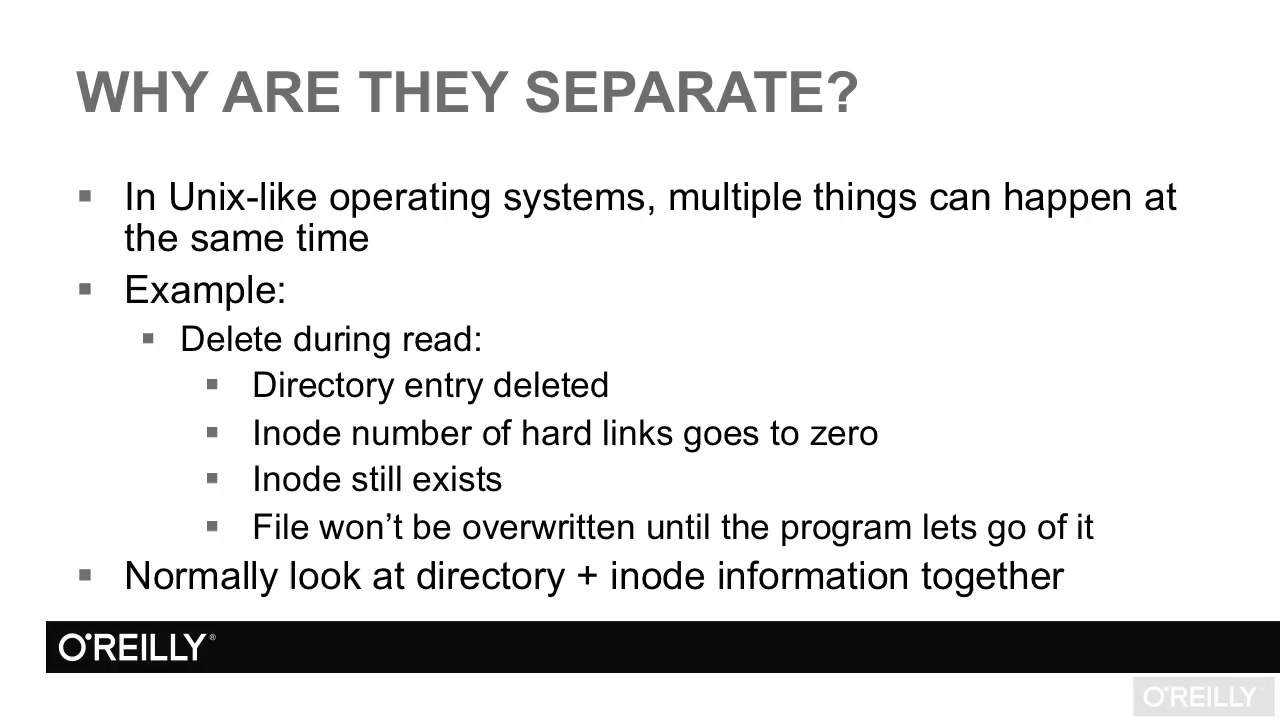 WHY ARE THEY SEPARATE?
▪ In Unix-like operating systems, multiple things can happen at
the same time
▪ Example:
▪ Delete during read:
▪ Directory entry deleted
▪ Inode number of hard links goes to zero
▪ Inode still exists
▪ File won’t be overwritten until the program lets go of it
▪ Normally look at directory + inode information together
O'REILLY®
O'REILLY